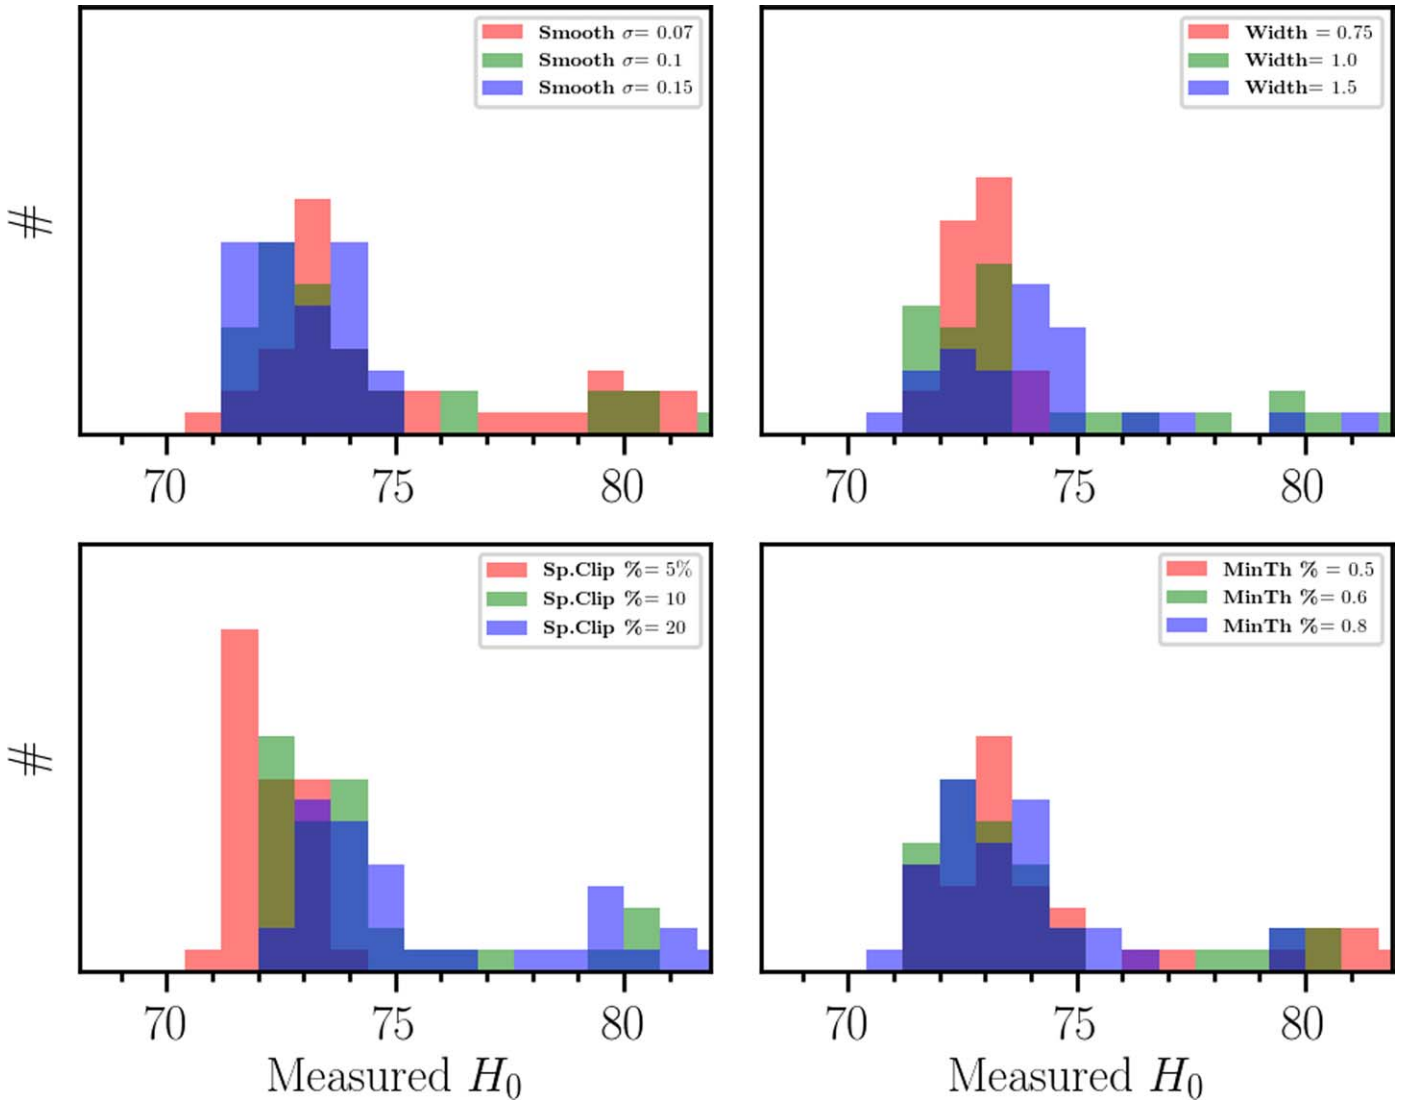 Smooth σ= 0.07
Smooth σ= 0.1
Smooth σ= 0.15
#
70 75 80
Width = 0.75
Width= 1.0
Width= 1.5
70 75 80
Sp.Clip %= 5%
Sp.Clip %= 10
Sp.Clip %= 20
#
70 75 80
Measured H₀
MinTh % = 0.5
MinTh %= 0.6
MinTh %= 0.8
70 75 80
Measured H₀